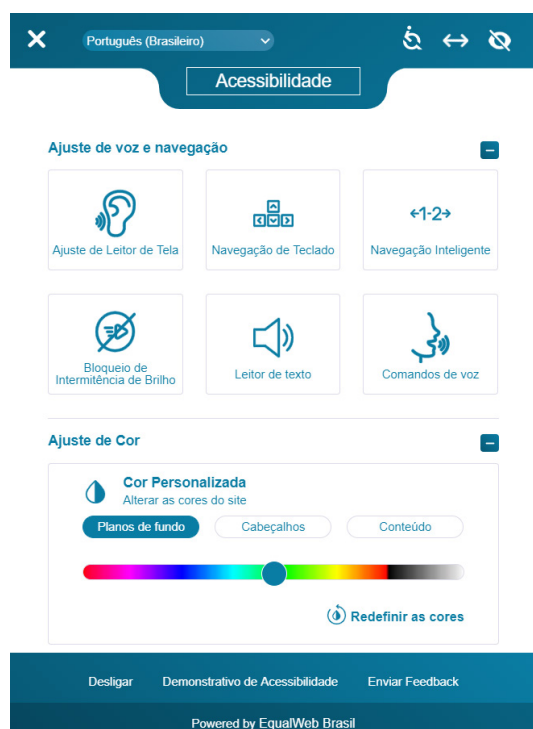 Português (Brasileiro)
Acessibilidade
Ajuste de voz e navegação
Ajuste de Leitor de Tela
Navegação de Teclado
1-2
Navegação Inteligente
Bloqueio de
Intermitência de Brilho
Leitor de texto
Comandos de voz
Ajuste de Cor
Cor Personalizada
Alterar as cores do site
Planos de fundo
Cabeçalhos
Conteúdo
Redefinir as cores
Desligar
Demonstrativo de Acessibilidade
Enviar Feedback
Powered by EqualWeb Brasil